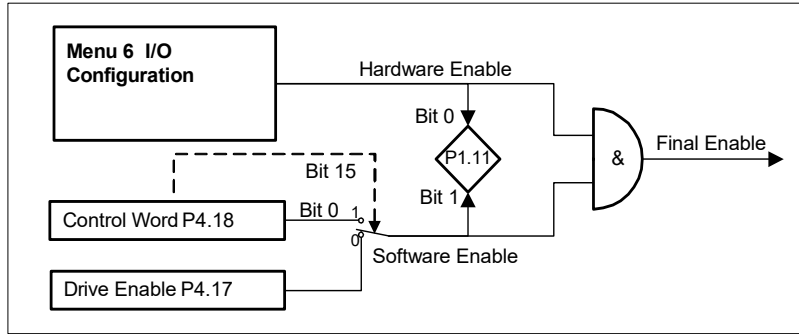 Menu 6 I/O
Configuration
Hardware Enable
Bit 0
P1.11
&
Final Enable
Bit 15
Bit 1
Control Word P4.18
Bit 0
1
0
Software Enable
Drive Enable P4.17